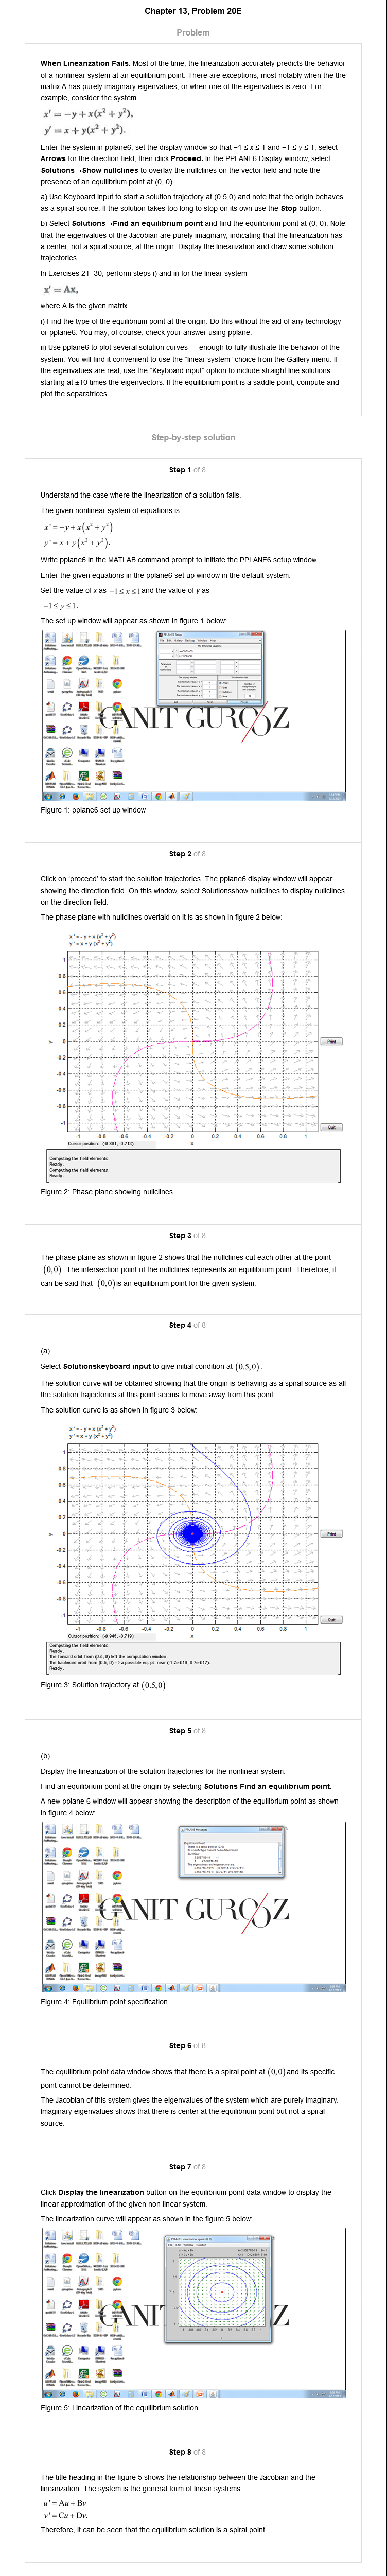 Chapter 13, Problem 20E
Problem
When Linearization Fails. Most of the time, the linearization accurately predicts the behavior
of a nonlinear system at an equilibrium point. There are exceptions, most notably when the the
matrix A has purely imaginary eigenvalues, or when one of the eigenvalues is zero. For
example, consider the system
x' = −y + x(x² + y²),
y' = x + y(x² + y²).
Enter the system in pplane6, set the display window so that −1 ≤ x ≤ 1 and −1 ≤ y ≤ 1, select
Arrows for the direction field, then click Proceed. In the PPLANE6 Display window, select
Solutions→Show nullclines to overlay the nullclines on the vector field and note the
presence of an equilibrium point at (0, 0).
a) Use Keyboard input to start a solution trajectory at (0.5,0) and note that the origin behaves
as a spiral source. If the solution takes too long to stop on its own use the Stop button.
b) Select Solutions→Find an equilibrium point and find the equilibrium point at (0, 0). Note
that the eigenvalues of the Jacobian are purely imaginary, indicating that the linearization has
a center, not a spiral source, at the origin. Display the linearization and draw some solution
trajectories.
In Exercises 21–30, perform steps i) and ii) for the linear system
x' = Ax,
where A is the given matrix.
i) Find the type of the equilibrium point at the origin. Do this without the aid of any technology
or pplane6. You may, of course, check your answer using pplane.
ii) Use pplane6 to plot several solution curves — enough to fully illustrate the behavior of the
system. You will find it convenient to use the “linear system” choice from the Gallery menu. If
the eigenvalues are real, use the “Keyboard input” option to include straight line solutions
starting at ±10 times the eigenvectors. If the equilibrium point is a saddle point, compute and
plot the separatrices.
Step-by-step solution
Step 1 of 8
Understand the case where the linearization of a solution fails.
The given nonlinear system of equations is
x' = −y + x(x² + y²)
y' = x + y(x² + y²).
Write pplane6 in the MATLAB command prompt to initiate the PPLANE6 setup window.
Enter the given equations in the pplane6 set up window in the default system.
Set the value of x as −1 ≤ x ≤ 1 and the value of y as
−1 ≤ y ≤ 1.
The set up window will appear as shown in figure 1 below:
GANIT GUROOZ
Figure 1: pplane6 set up window
Step 2 of 8
Click on 'proceed' to start the solution trajectories. The pplane6 display window will appear
showing the direction field. On this window, select Solutionsshow nullclines to display nullclines
on the direction field.
The phase plane with nullclines overlaid on it is as shown in figure 2 below:
x ' = - y + x (x² + y²)
y ' = x + y (x² + y²)
1
0.8
0.6
0.4
0.2
0
-0.2
-0.4
-0.6
-0.8
-1
y
Print
Quit
-1 -0.8 -0.6 -0.4 -0.2 0 0.2 0.4 0.6 0.8 1
x
Cursor position: (-0.981, -0.713)
Computing the field elements.
Ready.
Computing the field elements.
Ready.
Figure 2: Phase plane showing nullclines
Step 3 of 8
The phase plane as shown in figure 2 shows that the nullclines cut each other at the point
(0,0). The intersection point of the nullclines represents an equilibrium point. Therefore, it
can be said that (0,0) is an equilibrium point for the given system.
Step 4 of 8
(a)
Select Solutionskeyboard input to give initial condition at (0.5,0).
The solution curve will be obtained showing that the origin is behaving as a spiral source as all
the solution trajectories at this point seems to move away from this point.
The solution curve is as shown in figure 3 below:
x ' = - y + x (x² + y²)
y ' = x + y (x² + y²)
1
0.8
0.6
0.4
0.2
0
-0.2
-0.4
-0.6
-0.8
-1
y
Print
Quit
-1 -0.8 -0.6 -0.4 -0.2 0 0.2 0.4 0.6 0.8 1
x
Cursor position: (-0.946, -0.719)
Computing the field elements.
Ready.
The forward orbit from (0.5, 0) left the computation window.
The backward orbit from (0.5, 0) --> a possible eq. pt. near (-1.2e-016, 8.7e-017).
Ready.
Figure 3: Solution trajectory at (0.5,0)
Step 5 of 8
(b)
Display the linearization of the solution trajectories for the nonlinear system.
Find an equilibrium point at the origin by selecting Solutions Find an equilibrium point.
A new pplane 6 window will appear showing the description of the equilibrium point as shown
in figure 4 below:
GANIT GUROOZ
Figure 4: Equilibrium point specification
Step 6 of 8
The equilibrium point data window shows that there is a spiral point at (0,0) and its specific
point cannot be determined.
The Jacobian of this system gives the eigenvalues of the system which are purely imaginary.
Imaginary eigenvalues shows that there is center at the equilibrium point but not a spiral
source.
Step 7 of 8
Click Display the linearization button on the equilibrium point data window to display the
linear approximation of the given non linear system.
The linearization curve will appear as shown in the figure 5 below:
GANIT Z
Figure 5: Linearization of the equilibrium solution
Step 8 of 8
The title heading in the figure 5 shows the relationship between the Jacobian and the
linearization. The system is the general form of linear systems
u' = Au + Bv
v' = Cu + Dv.
Therefore, it can be seen that the equilibrium solution is a spiral point.